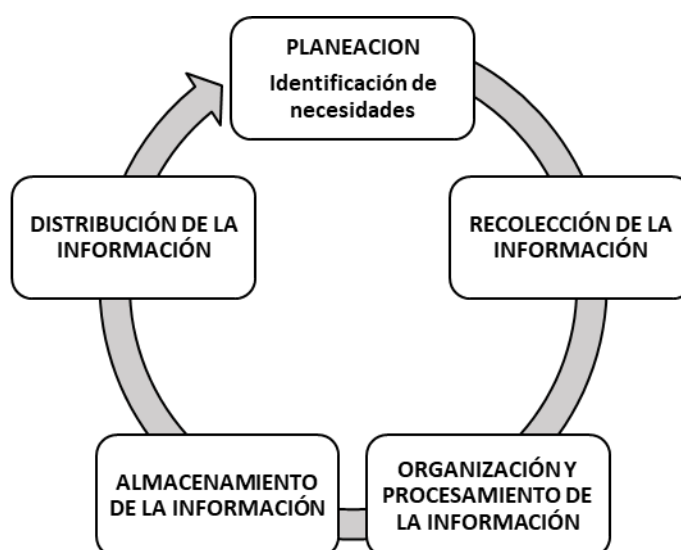 PLANEACION
Identificación de
necesidades
RECOLECCIÓN DE LA
INFORMACIÓN
ORGANIZACIÓN Y
PROCESAMIENTO DE
LA INFORMACIÓN
ALMACENAMIENTO
DE LA INFORMACIÓN
DISTRIBUCIÓN DE LA
INFORMACIÓN